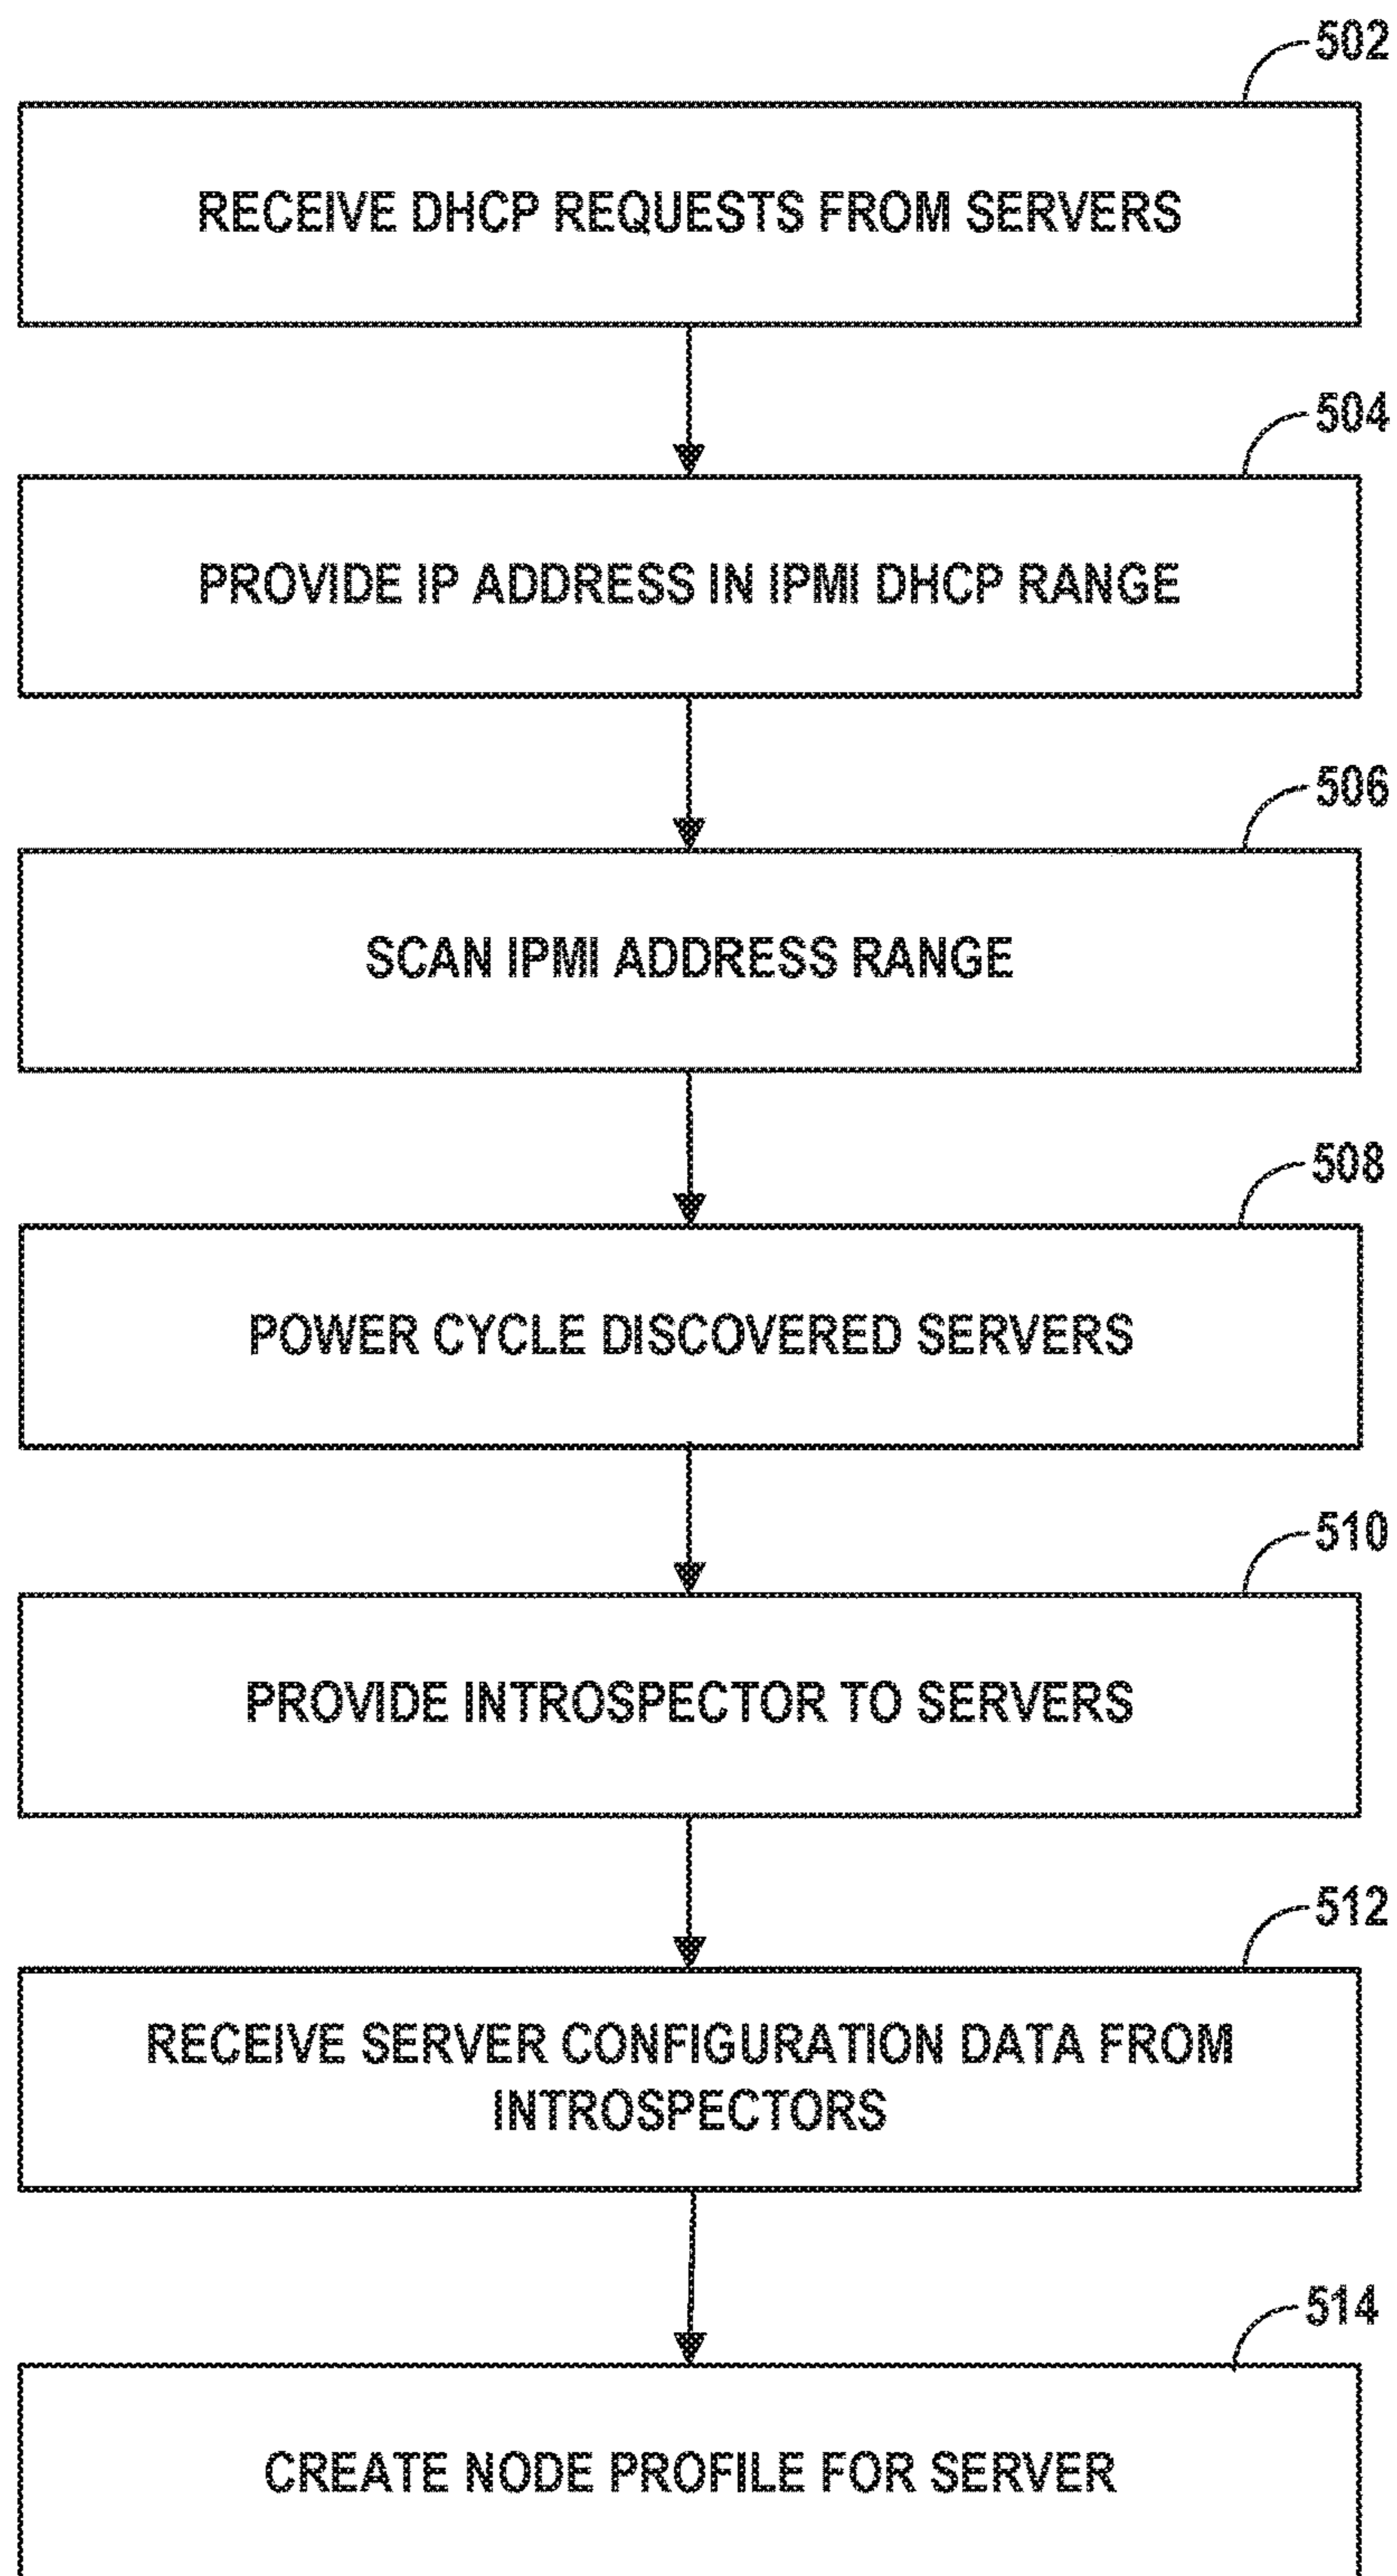 502
RECEIVE DHCP REQUESTS FROM SERVERS
504
PROVIDE IP ADDRESS IN IPMI DHCP RANGE
506
SCAN IPMI ADDRESS RANGE
508
POWER CYCLE DISCOVERED SERVERS
510
PROVIDE INTROSPECTOR TO SERVERS
512
RECEIVE SERVER CONFIGURATION DATA FROM
INTROSPECTORS
514
CREATE NODE PROFILE FOR SERVER